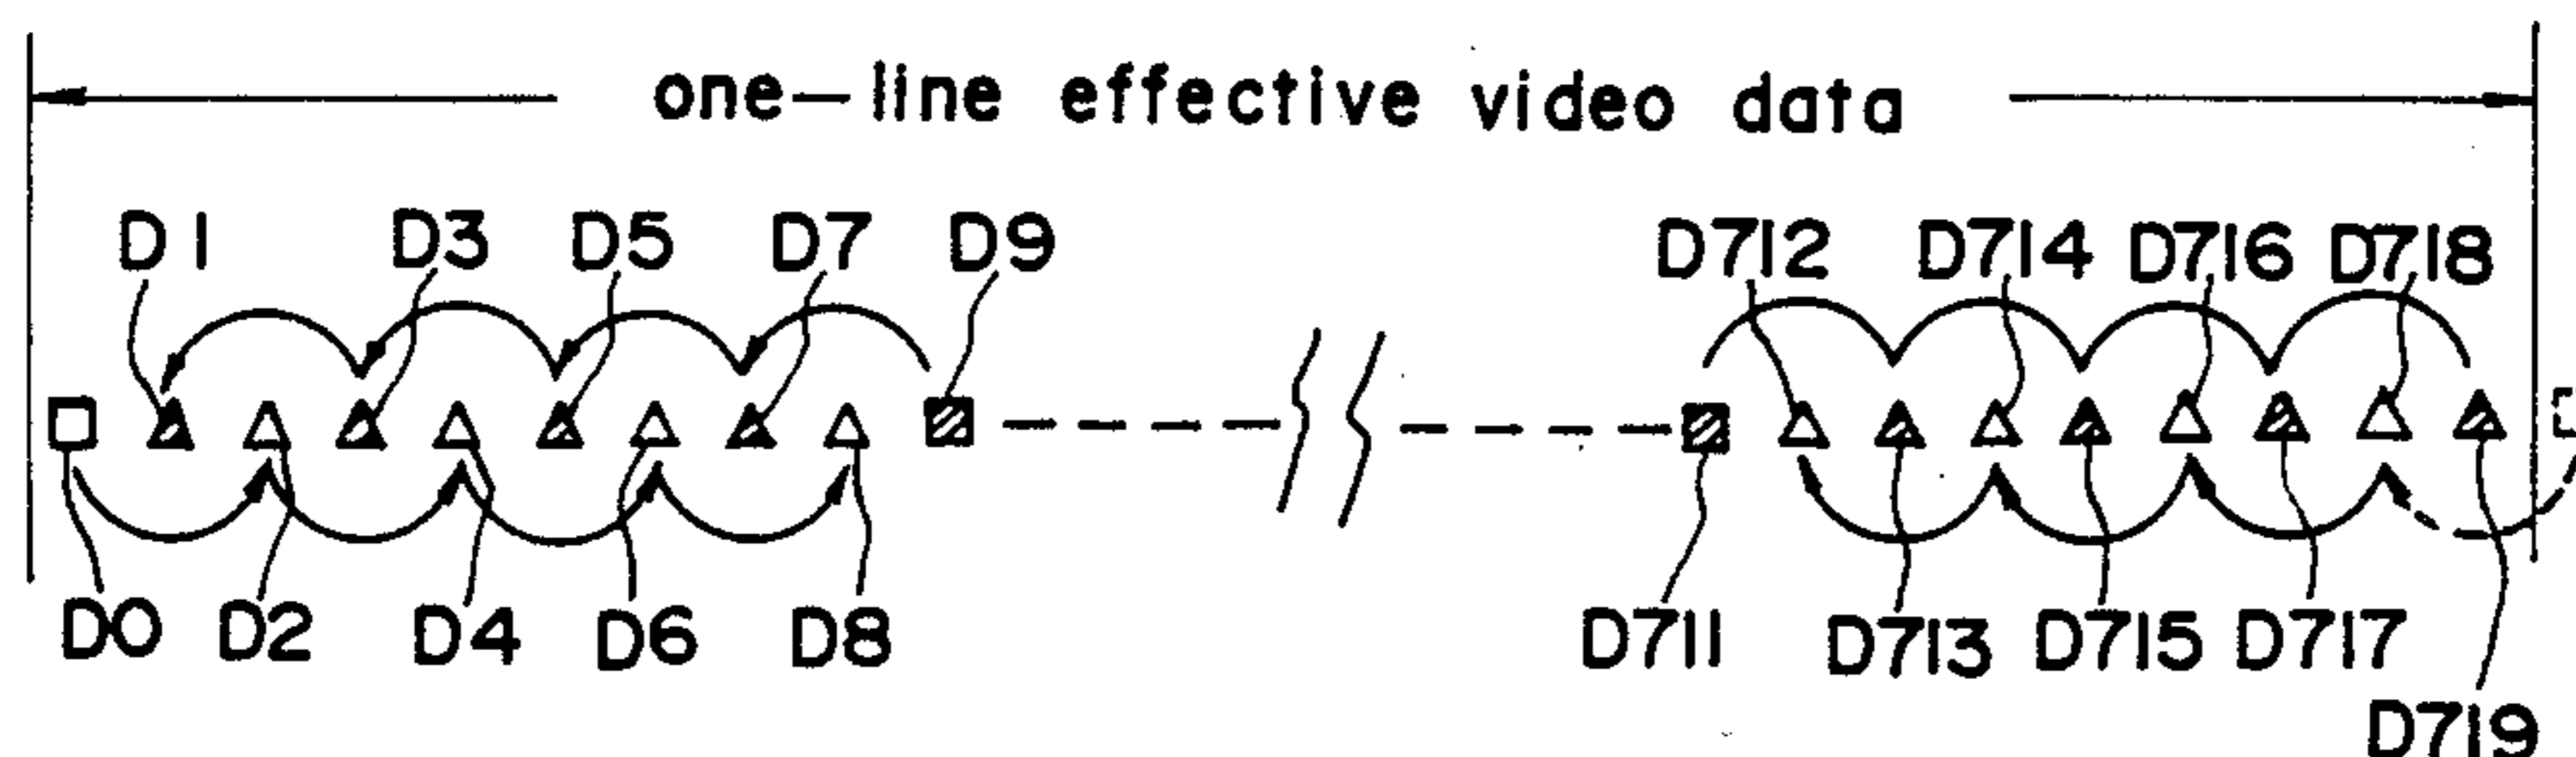 one-line effective video data
D1 D3 D5 D7 D9 D712 D714 D716 D718
D0 D2 D4 D6 D8 D711 D713 D715 D717
D719